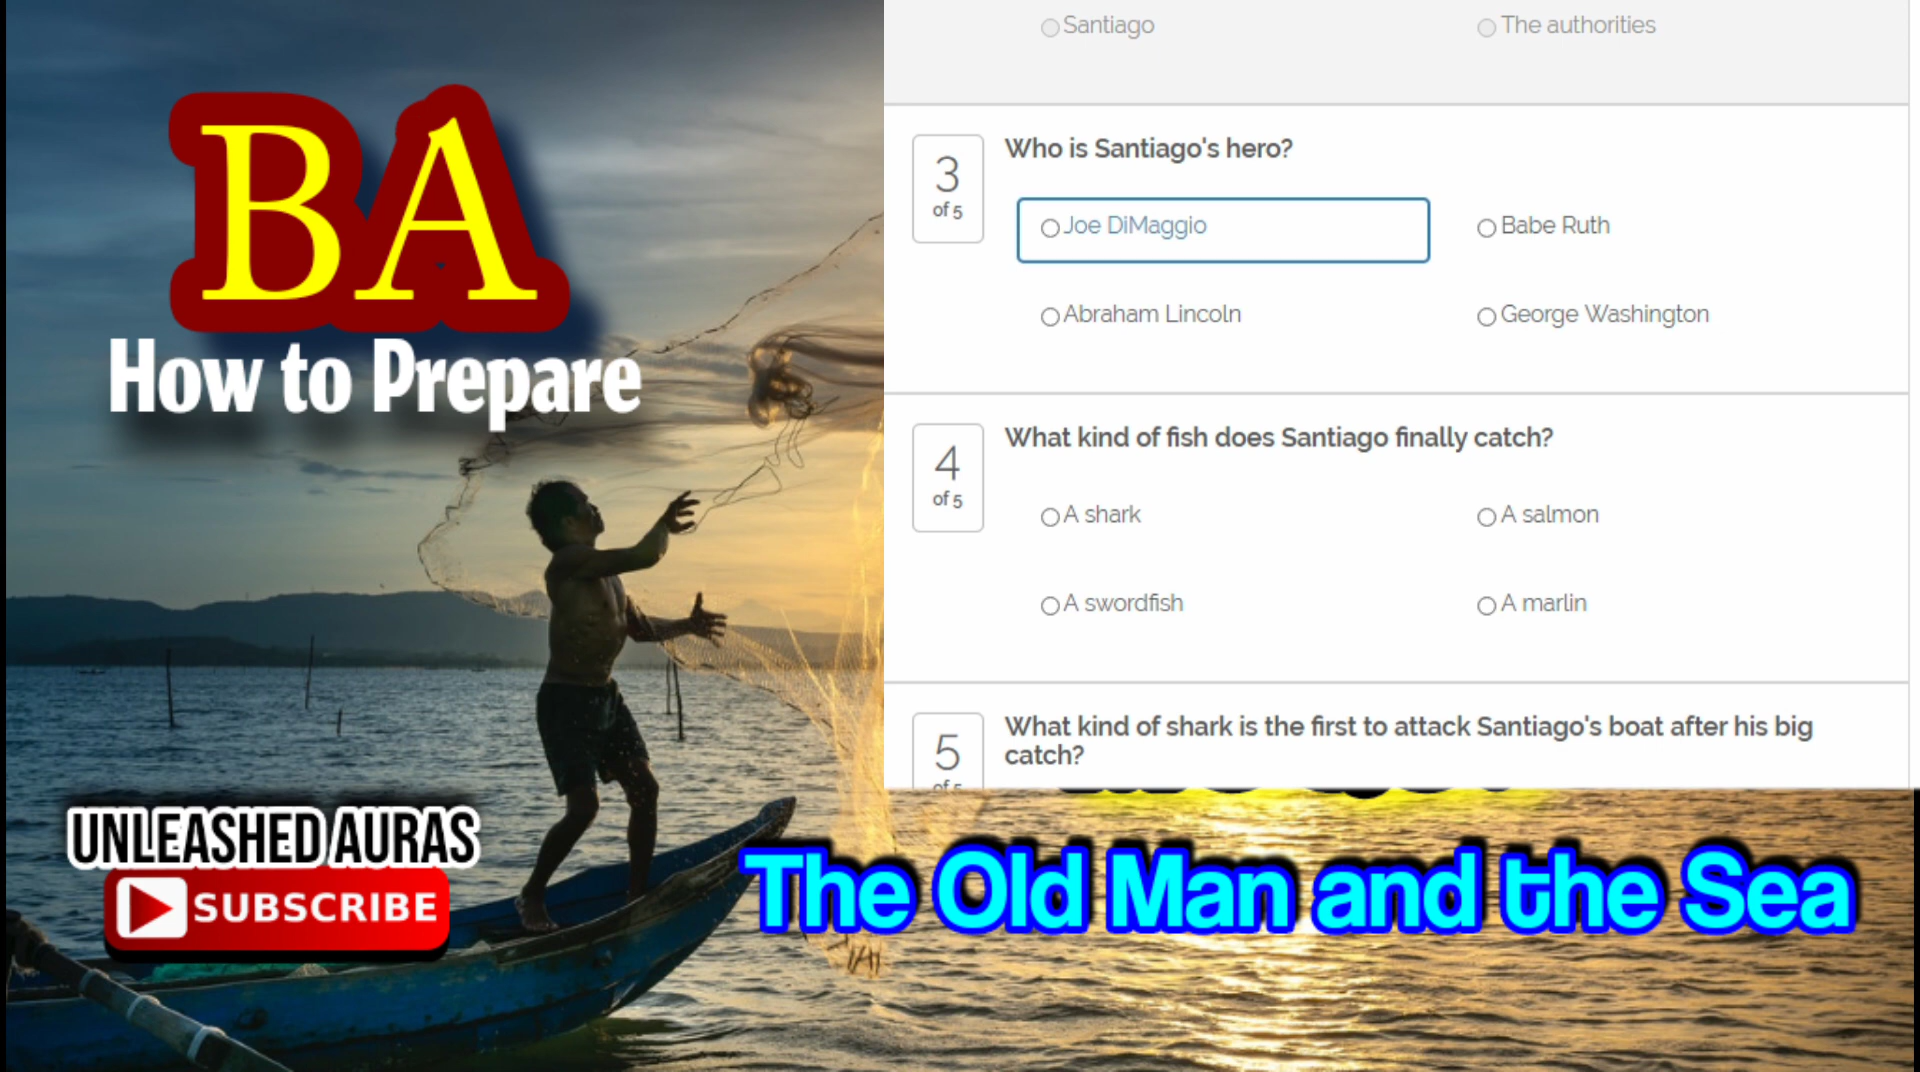 BA
How to Prepare
UNLEASHED AURAS
SUBSCRIBE
Santiago
The authorities
3
of 5
Who is Santiago's hero?
Joe DiMaggio
Babe Ruth
Abraham Lincoln
George Washington
4
of 5
What kind of fish does Santiago finally catch?
A shark
A salmon
A swordfish
A marlin
5
of 5
What kind of shark is the first to attack Santiago's boat after his big
catch?
The Old Man and the Sea